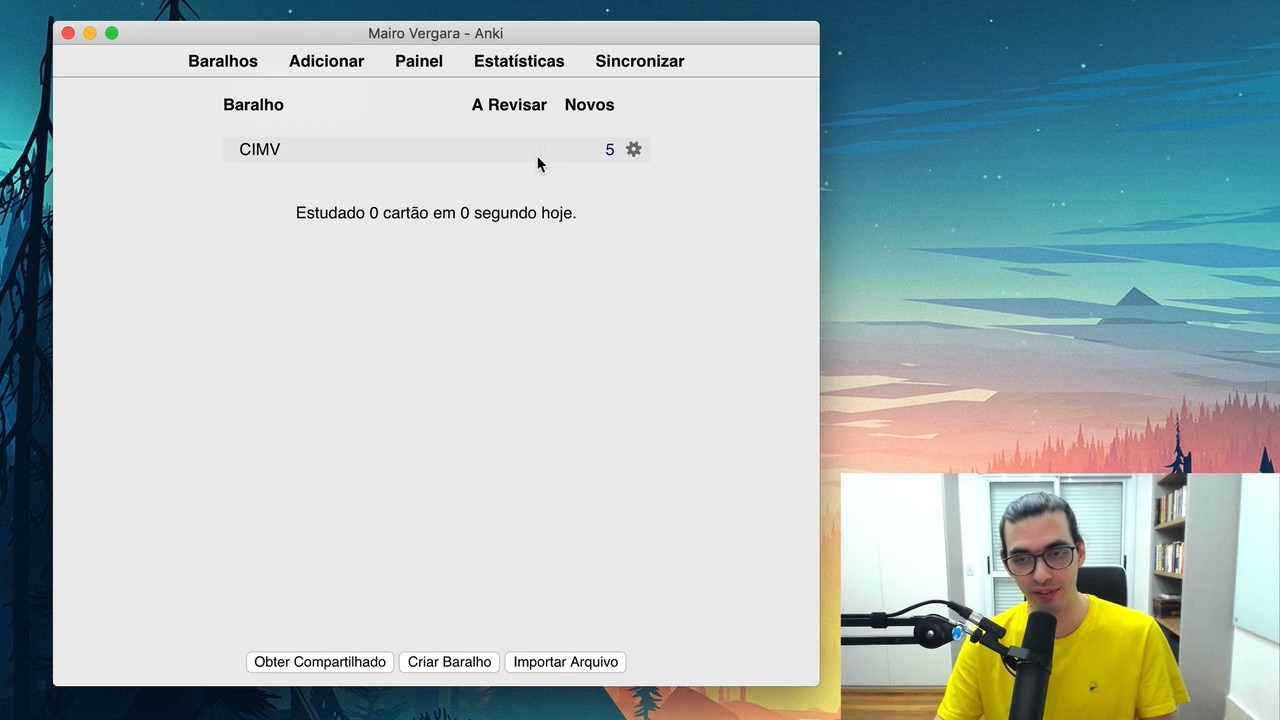 Mairo Vergara - Anki
Baralhos Adicionar Painel Estatísticas Sincronizar
Baralho A Revisar Novos
CIMV 5
Estudado 0 cartão em 0 segundo hoje.
Obter Compartilhado Criar Baralho Importar Arquivo